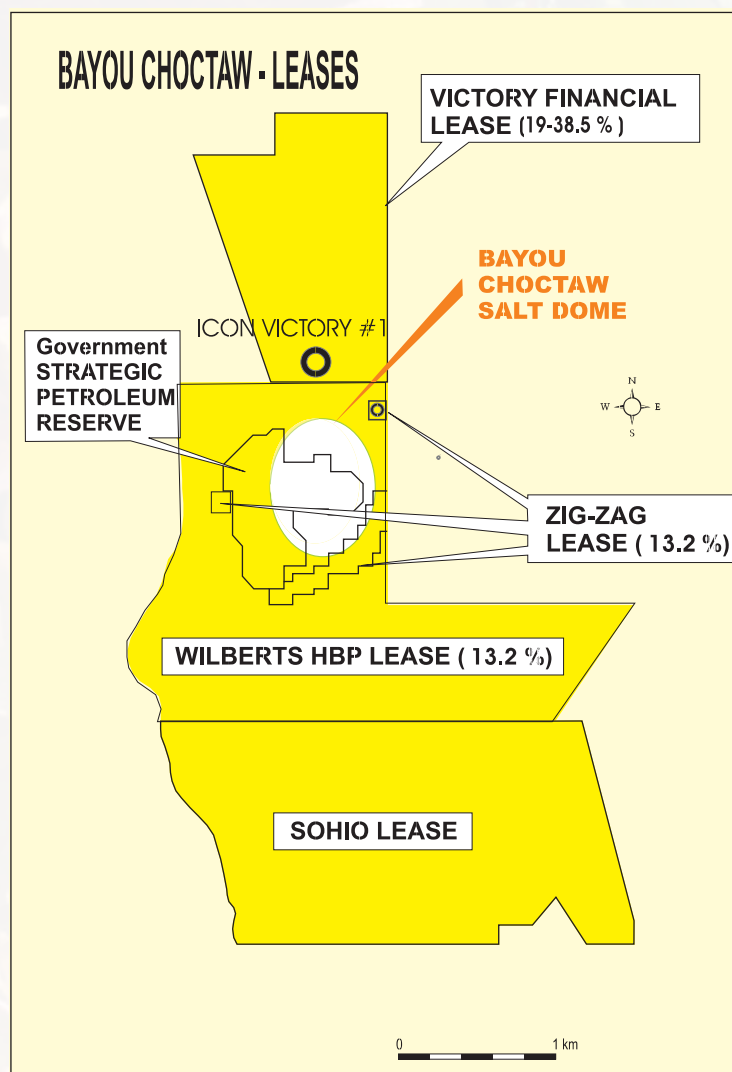 BAYOU CHOCTAW - LEASES
VICTORY FINANCIAL
LEASE (19-38.5 % )
BAYOU
CHOCTAW
SALT DOME
ICON VICTORY #1
Government
STRATEGIC
PETROLEUM
RESERVE
N
W E
S
ZIG-ZAG
LEASE ( 13.2 %)
WILBERTS HBP LEASE ( 13.2 %)
SOHIO LEASE
0 1 km